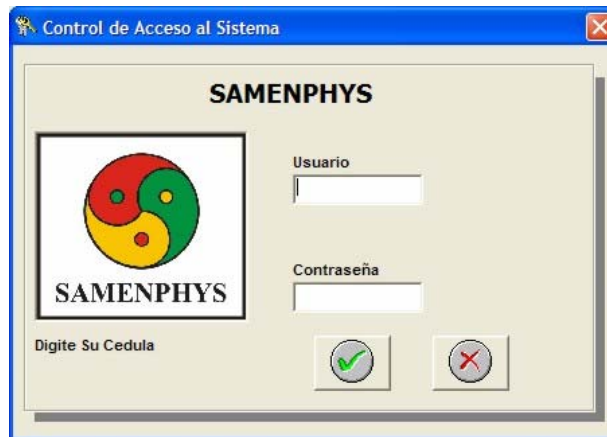 Control de Acceso al Sistema
SAMENPHYS
Usuario
Contraseña
SAMENPHYS
Digite Su Cedula